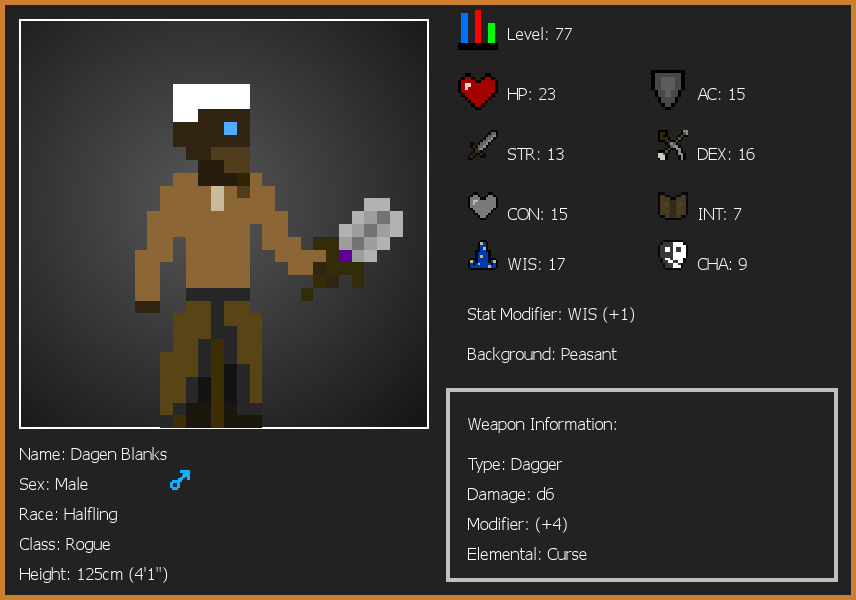 Level: 77
HP: 23
AC: 15
STR: 13
DEX: 16
CON: 15
INT: 7
WIS: 17
CHA: 9
Stat Modifier: WIS (+1)
Background: Peasant
Weapon Information:
Type: Dagger
Damage: d6
Modifier: (+4)
Elemental: Curse
Name: Dagen Blanks
Sex: Male
Race: Halfling
Class: Rogue
Height: 125cm (4'1")